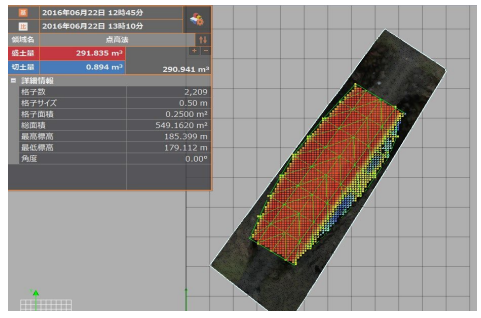 2016年06月22日 12時45分
2016年06月22日 13時10分
領域名 点高法
盛土量 291.835 m³ + -
切土量 0.894 m³ 290.941 m³
詳細情報
格子数 2,209
格子サイズ 0.50 m
格子面積 0.2500 m²
総面積 549.1620 m²
最高標高 185.399 m
最低標高 179.112 m
角度 0.00°